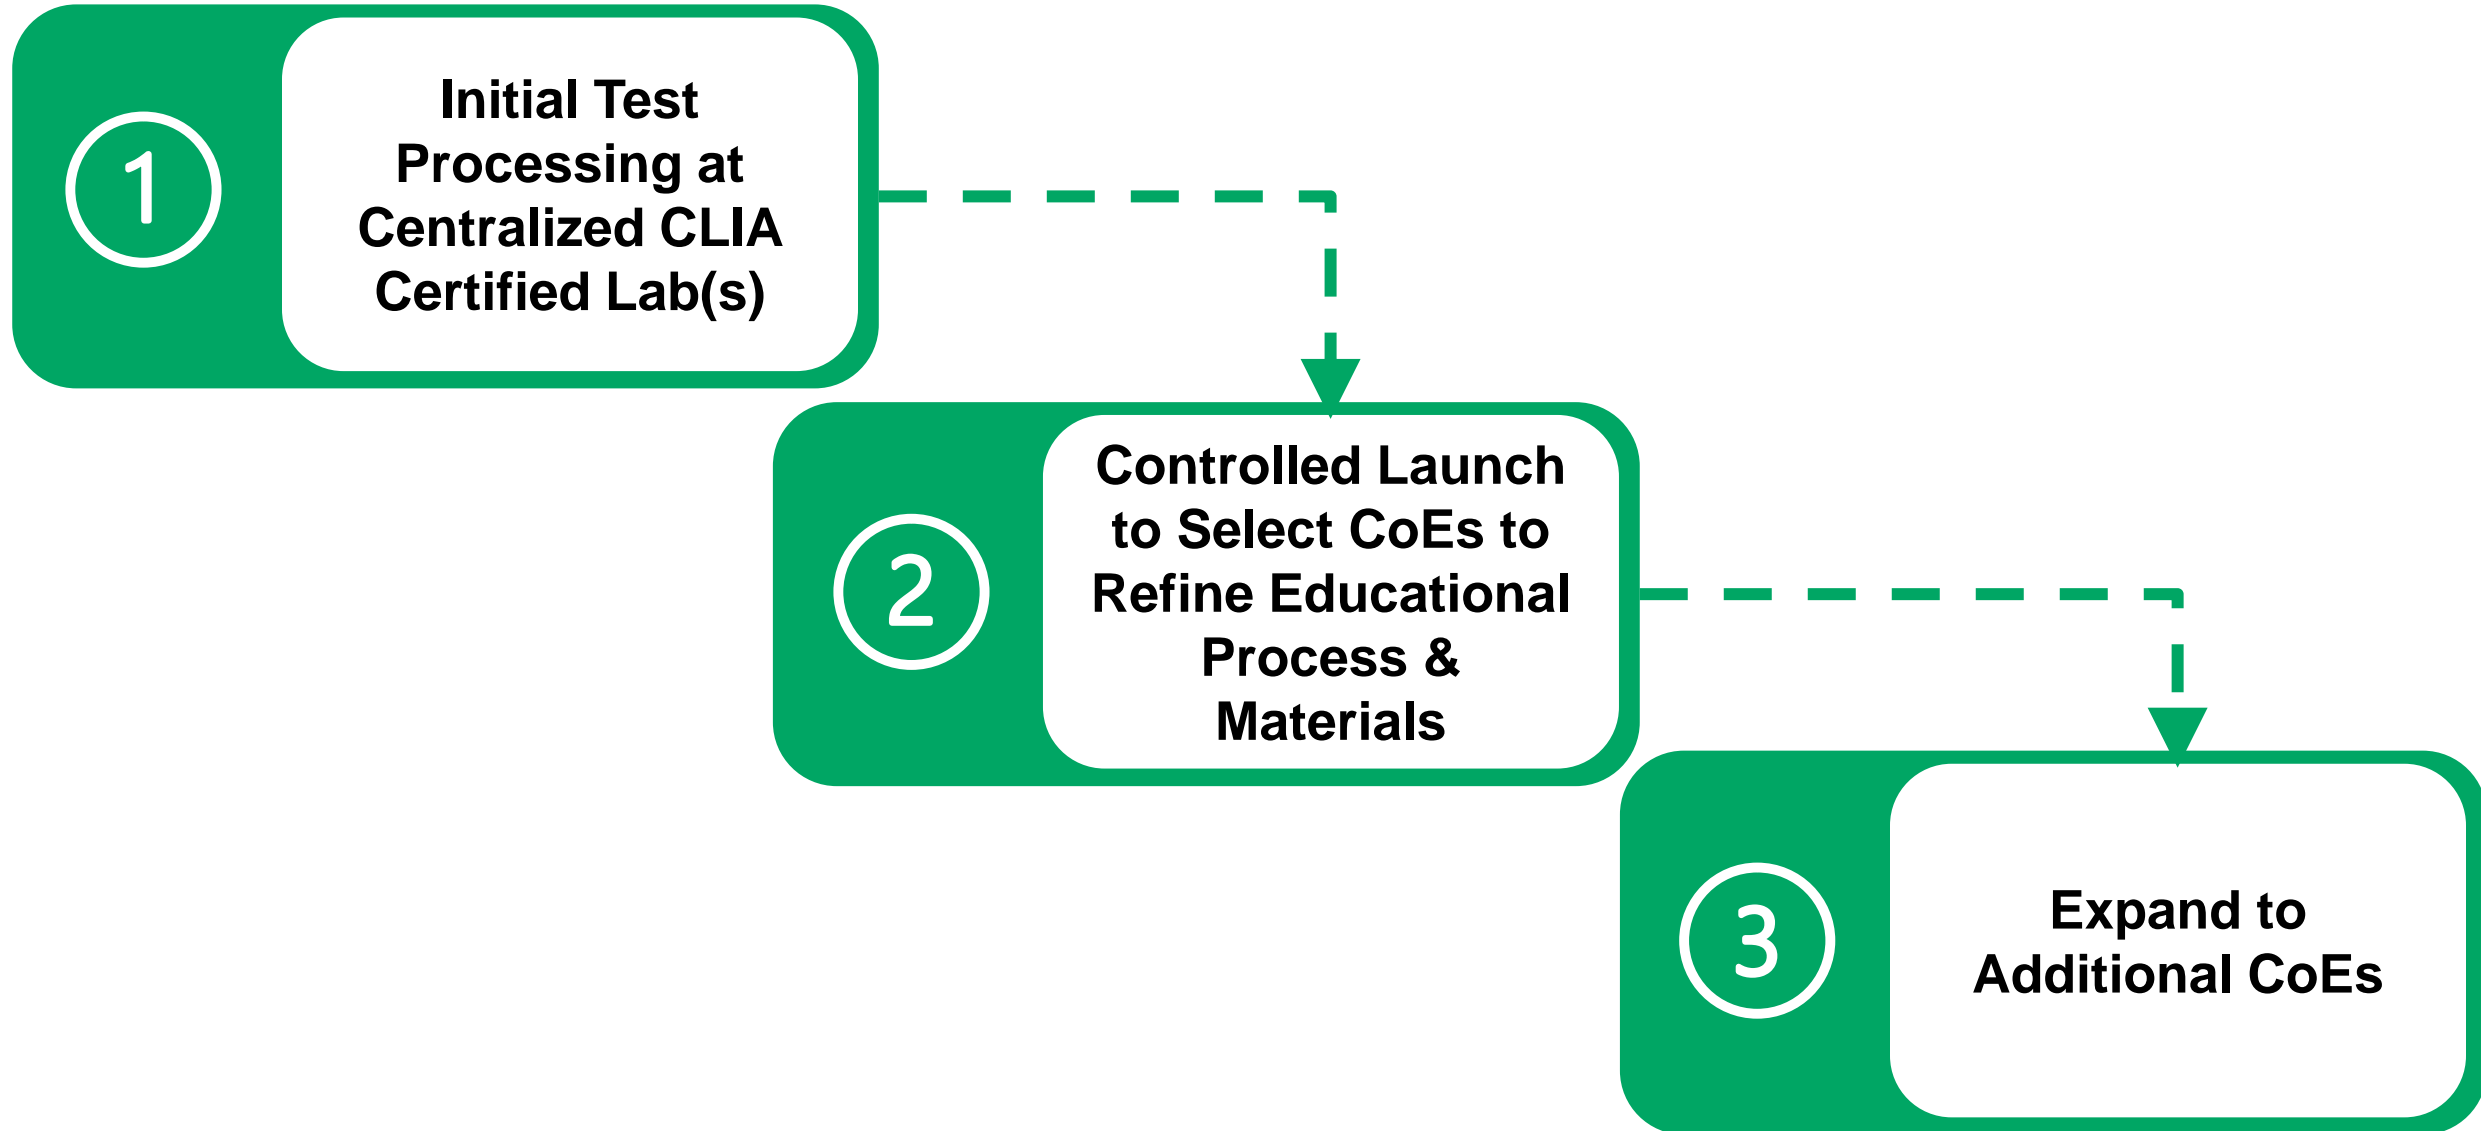 1
Initial Test
Processing at
Centralized CLIA
Certified Lab(s)
2
Controlled Launch
to Select CoEs to
Refine Educational
Process &
Materials
3
Expand to
Additional CoEs